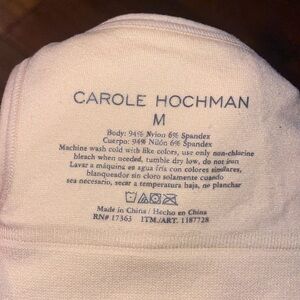 CAROLE HOCHMAN
M
Body: 94% Nylon 6% Spandex
Cuerpo: 94% Nilón 6% Spandex
Machine wash cold with like colors, use only non-chlorine
bleach when needed, tumble dry low, do not iron
Lavar a máquina en agua fría con colores similares,
blanqueador sin cloro solamente cuando
sea necesario, secar a temperatura baja, no planchar
Made in China / Hecho en China
RN# 17363 ITM./ART. 1187728